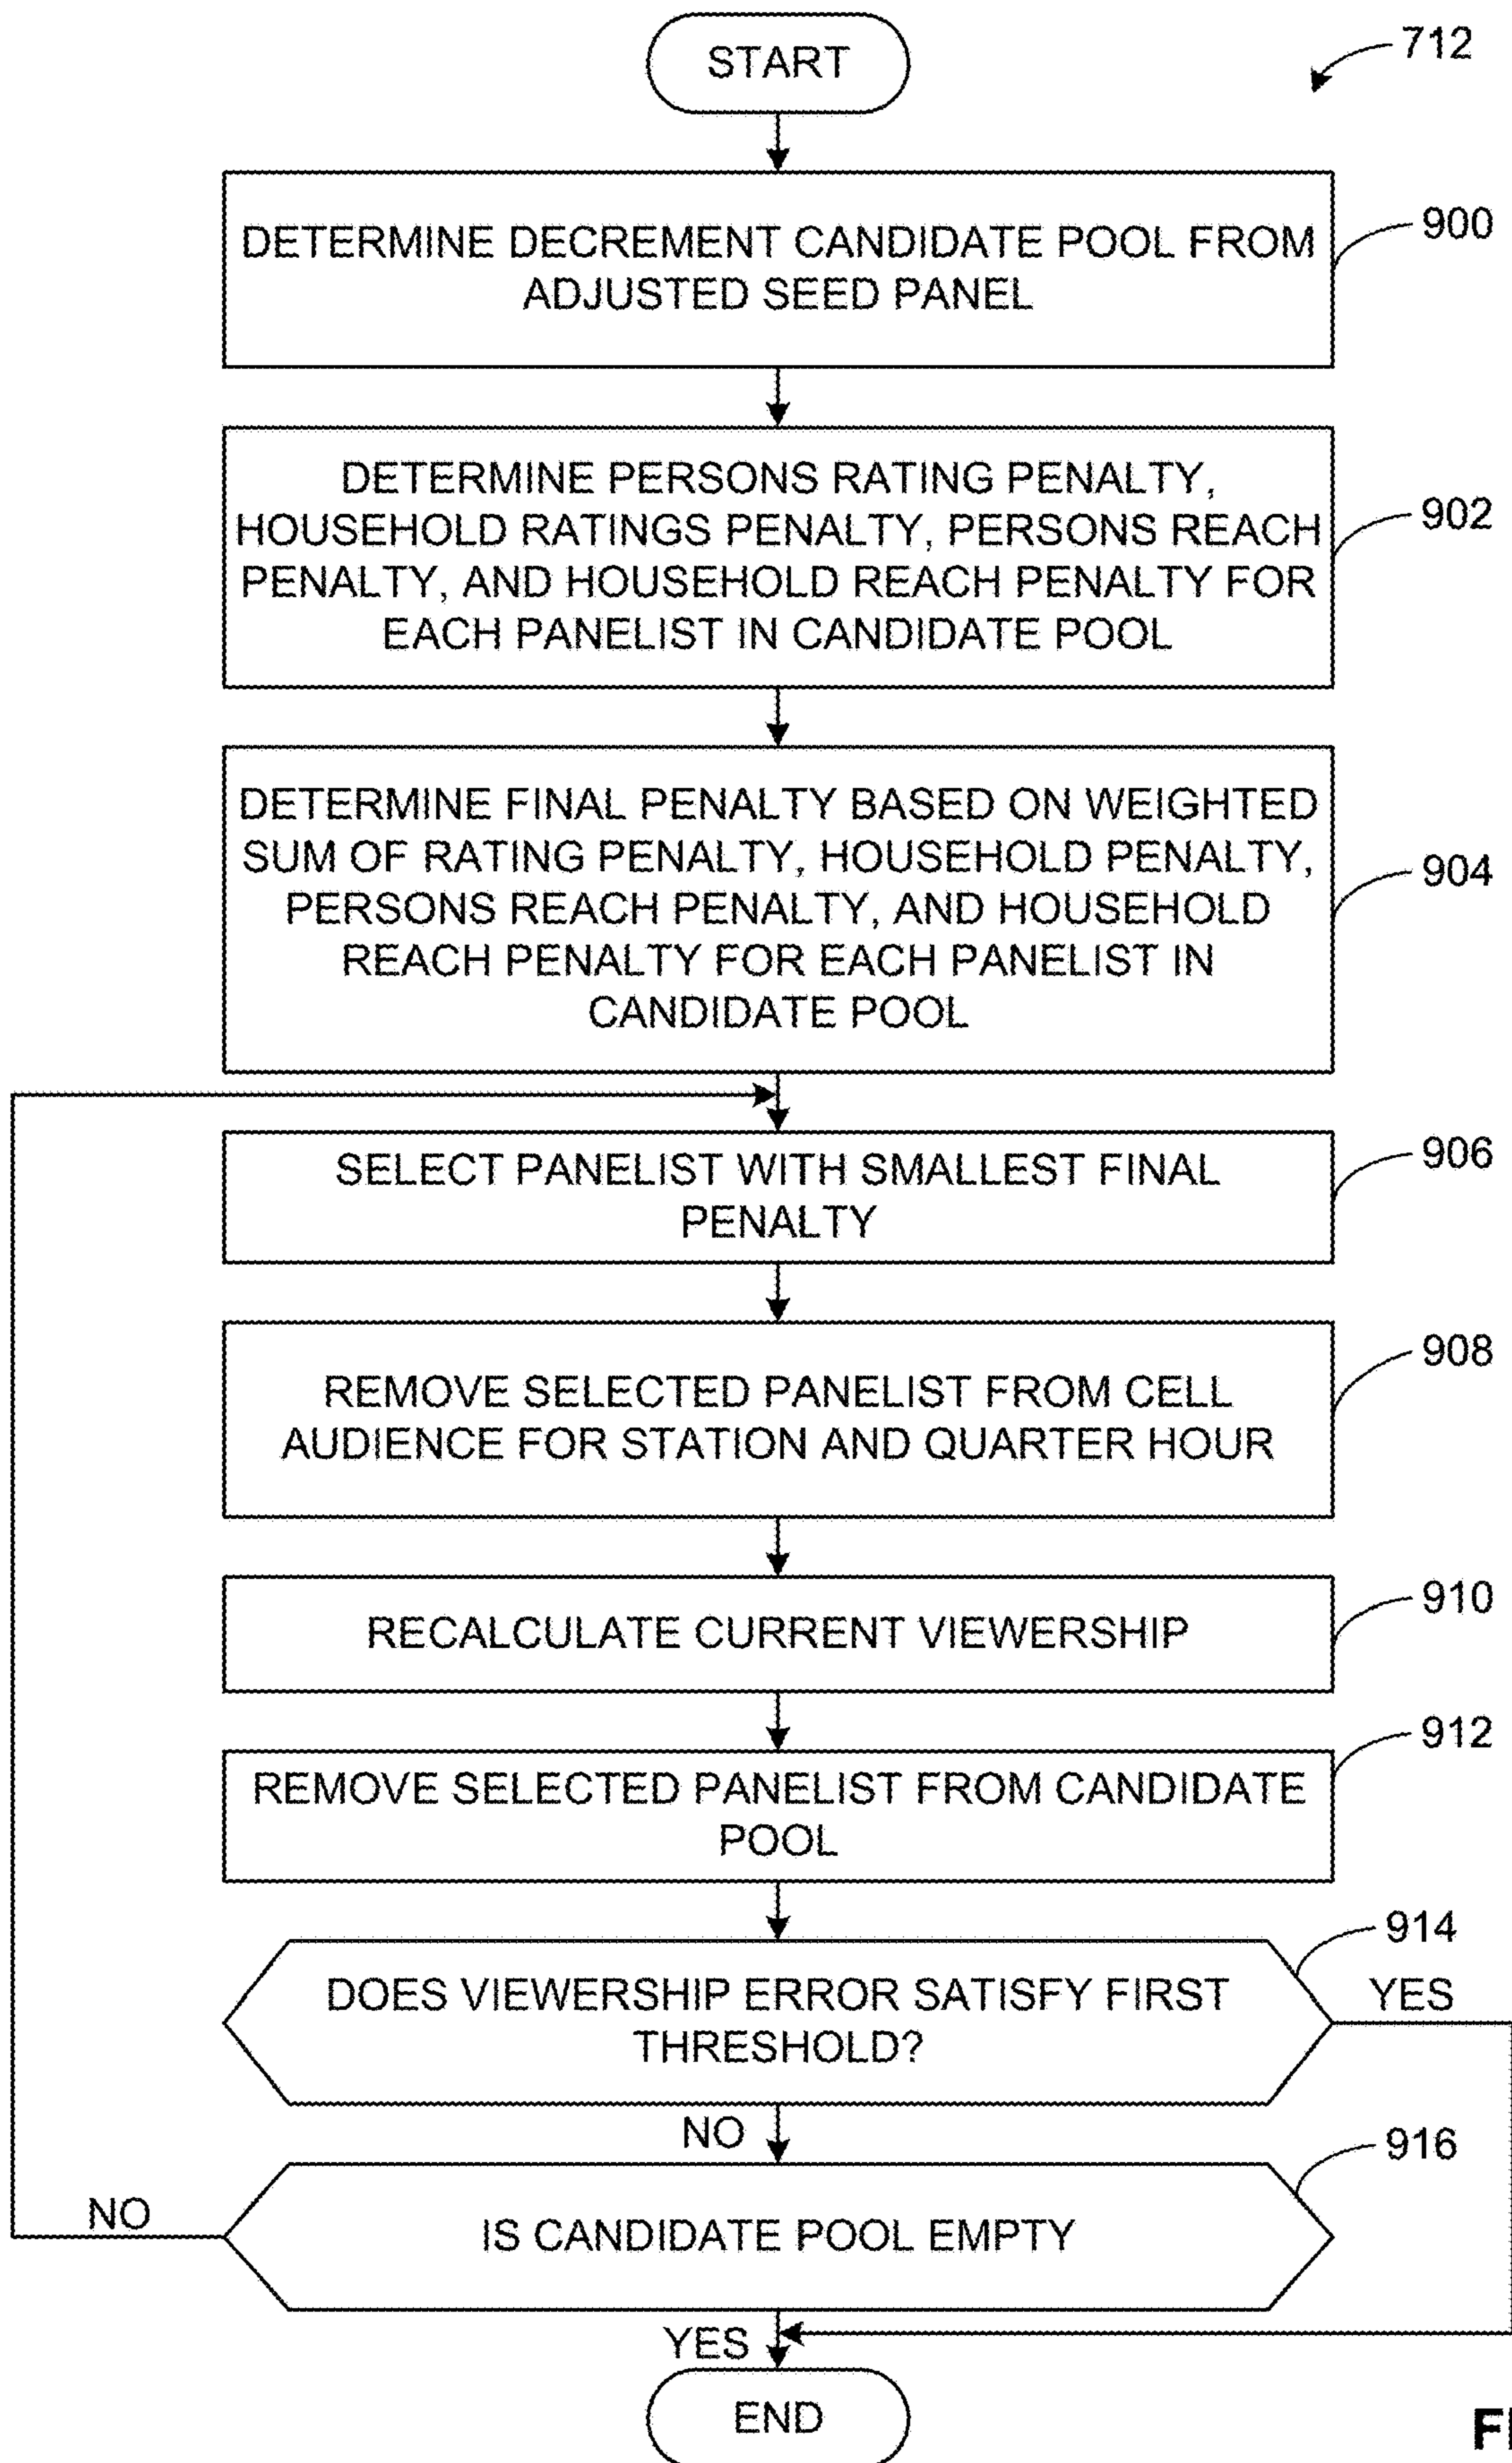 START
712
DETERMINE DECREMENT CANDIDATE POOL FROM
ADJUSTED SEED PANEL
900
DETERMINE PERSONS RATING PENALTY,
HOUSEHOLD RATINGS PENALTY, PERSONS REACH
PENALTY, AND HOUSEHOLD REACH PENALTY FOR
EACH PANELIST IN CANDIDATE POOL
902
DETERMINE FINAL PENALTY BASED ON WEIGHTED
SUM OF RATING PENALTY, HOUSEHOLD PENALTY,
PERSONS REACH PENALTY, AND HOUSEHOLD
REACH PENALTY FOR EACH PANELIST IN
CANDIDATE POOL
904
SELECT PANELIST WITH SMALLEST FINAL
PENALTY
906
REMOVE SELECTED PANELIST FROM CELL
AUDIENCE FOR STATION AND QUARTER HOUR
908
RECALCULATE CURRENT VIEWERSHIP
910
REMOVE SELECTED PANELIST FROM CANDIDATE
POOL
912
DOES VIEWERSHIP ERROR SATISFY FIRST
THRESHOLD?
914
YES
NO
IS CANDIDATE POOL EMPTY
916
NO
YES
END